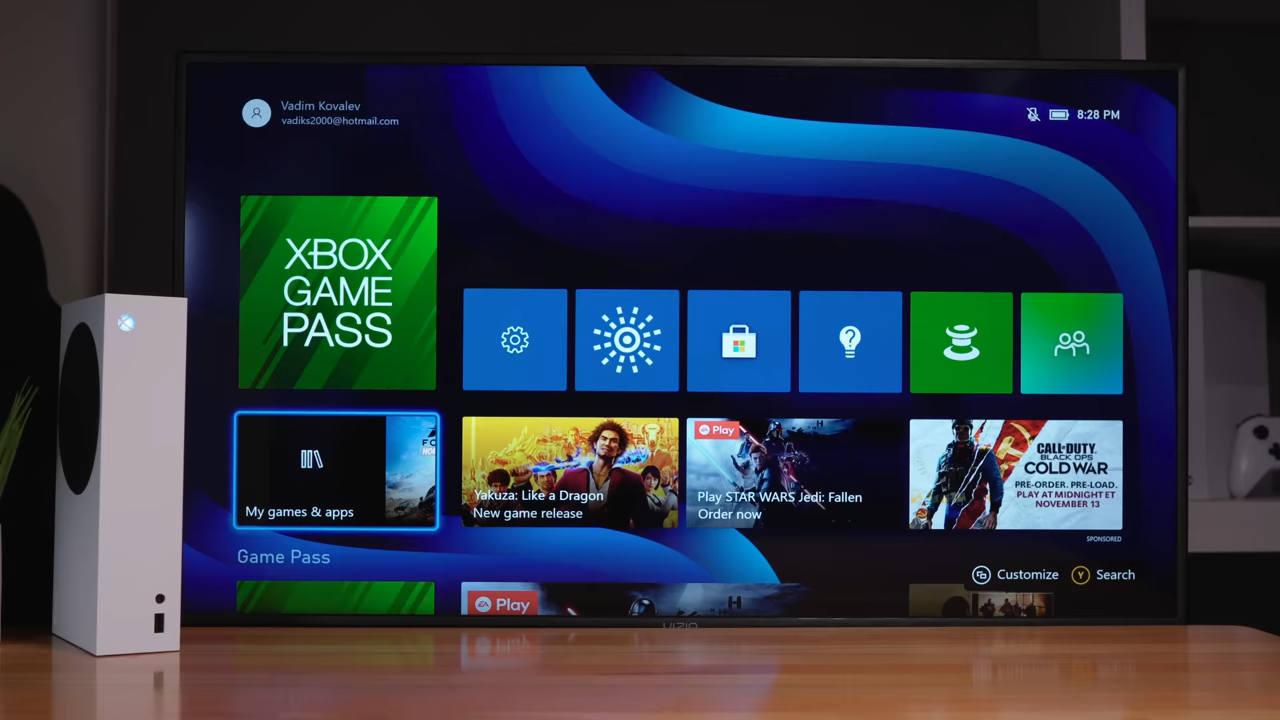 Vadim Kovalev
vadiks2000@hotmail.com
8:28 PM
XBOX
GAME
PASS
My games & apps
Yakuza: Like a Dragon
New game release
Play
Play STAR WARS Jedi: Fallen
Order now
CALL OF DUTY
BLACK OPS
COLD WAR
PRE-ORDER. PRE-LOAD.
PLAY AT MIDNIGHT ET
NOVEMBER 13
SPONSORED
Game Pass
Customize
Y Search
EA Play
VIZIO